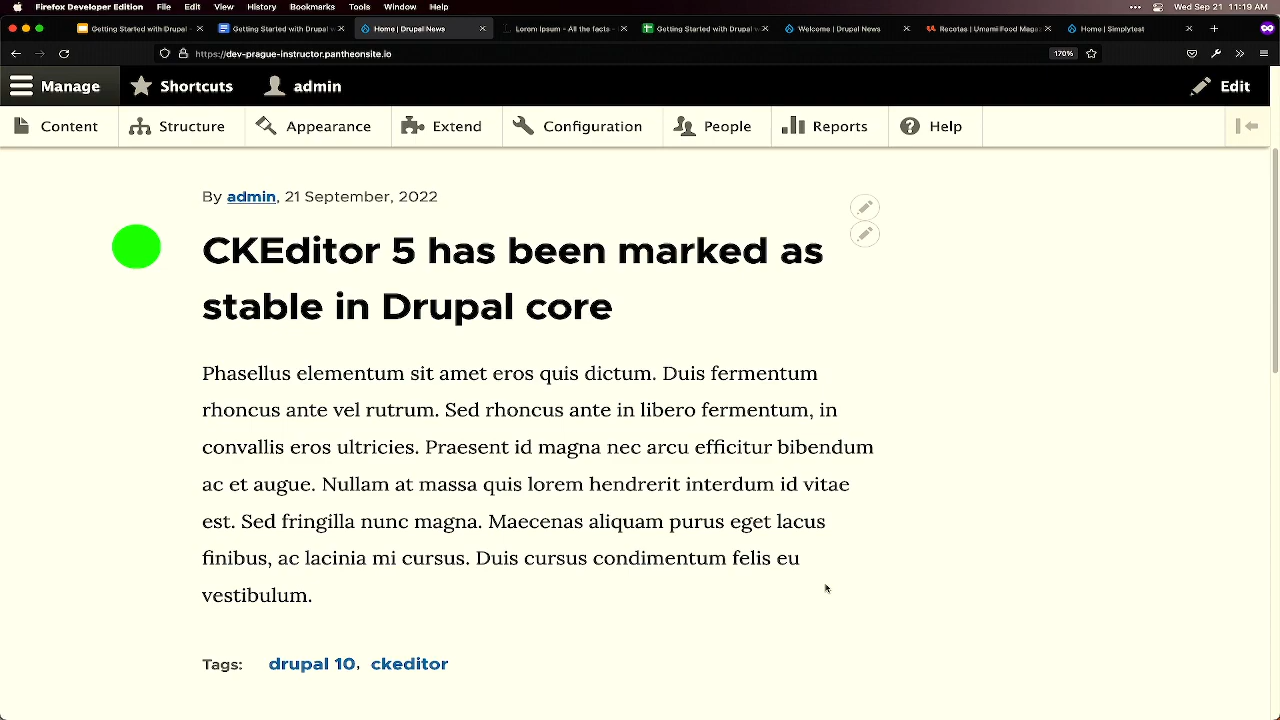 Firefox Developer Edition File Edit View History Bookmarks Tools Window Help Wed Sep 21 11:19 AM
Getting Started with Drupal - Getting Started with Drupal w Home | Drupal News Lorem Ipsum - All the facts - Getting Started with Drupal w Welcome | Drupal News Recetas | Umami Food Maga Home | Simplytest
https://dev-prague-instructor.pantheonsite.io 170%
Manage Shortcuts admin Edit
Content Structure Appearance Extend Configuration People Reports Help
By admin, 21 September, 2022
CKEditor 5 has been marked as
stable in Drupal core
Phasellus elementum sit amet eros quis dictum. Duis fermentum
rhoncus ante vel rutrum. Sed rhoncus ante in libero fermentum, in
convallis eros ultricies. Praesent id magna nec arcu efficitur bibendum
ac et augue. Nullam at massa quis lorem hendrerit interdum id vitae
est. Sed fringilla nunc magna. Maecenas aliquam purus eget lacus
finibus, ac lacinia mi cursus. Duis cursus condimentum felis eu
vestibulum.
Tags: drupal 10, ckeditor